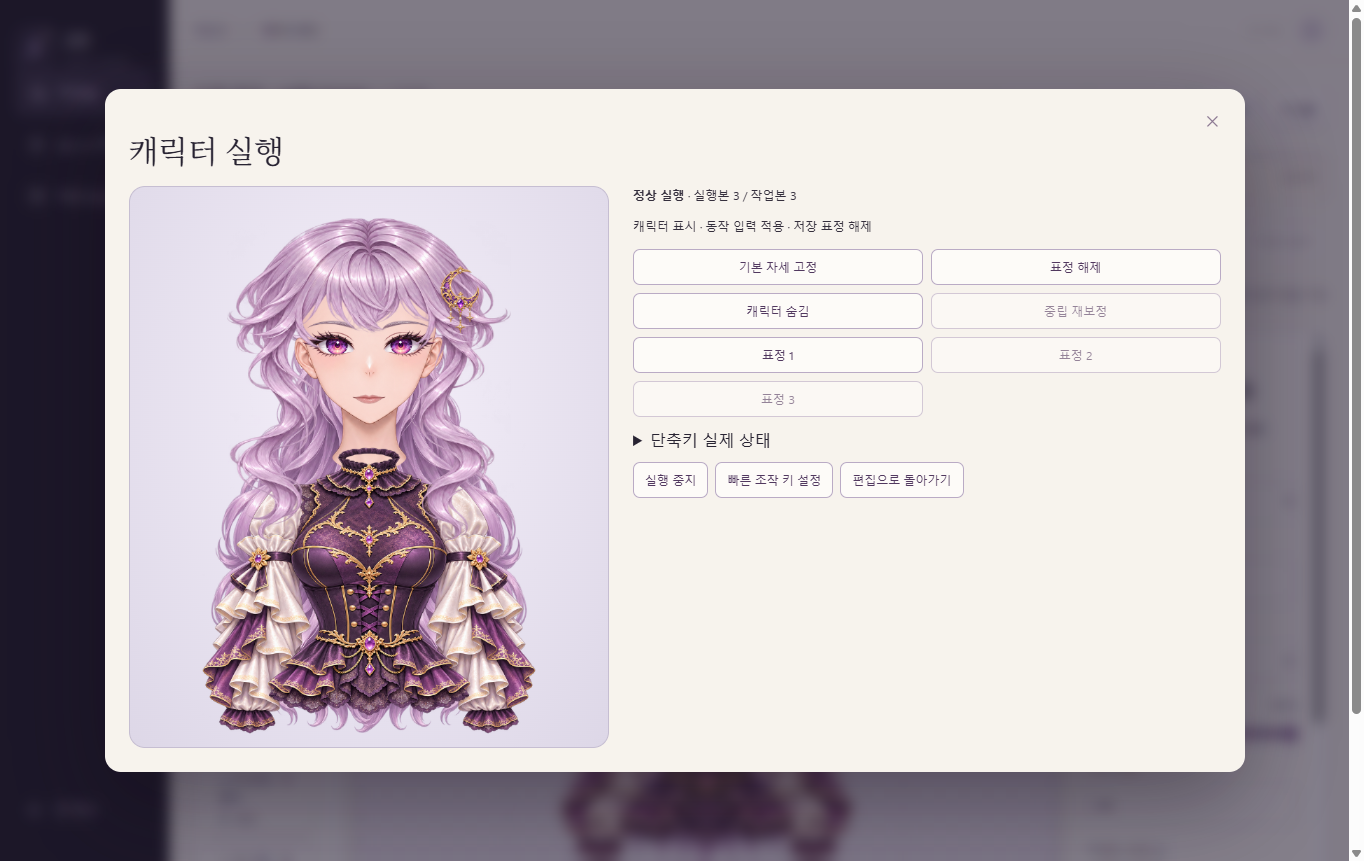 캐릭터 실행
정상 실행 · 실행본 3 / 작업본 3
캐릭터 표시 · 동작 입력 적용 · 저장 표정 해제
기본 자세 고정
표정 해제
캐릭터 숨김
중립 재보정
표정 1
표정 2
표정 3
단축키 실제 상태
실행 중지
빠른 조작 키 설정
편집으로 돌아가기